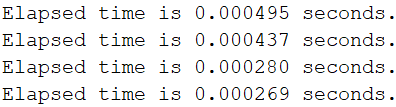 Elapsed time is 0.000495 seconds.
Elapsed time is 0.000437 seconds.
Elapsed time is 0.000280 seconds.
Elapsed time is 0.000269 seconds.